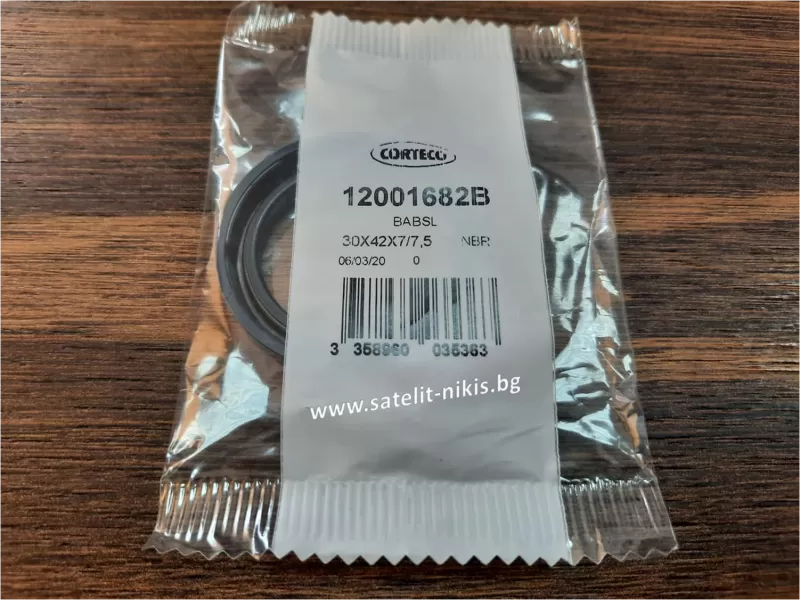 CORTECO
12001682B
BABSL
30X42X7/7,5 NBR
06/03/20 0
3 358960 035363
www.satelit-nikis.bg